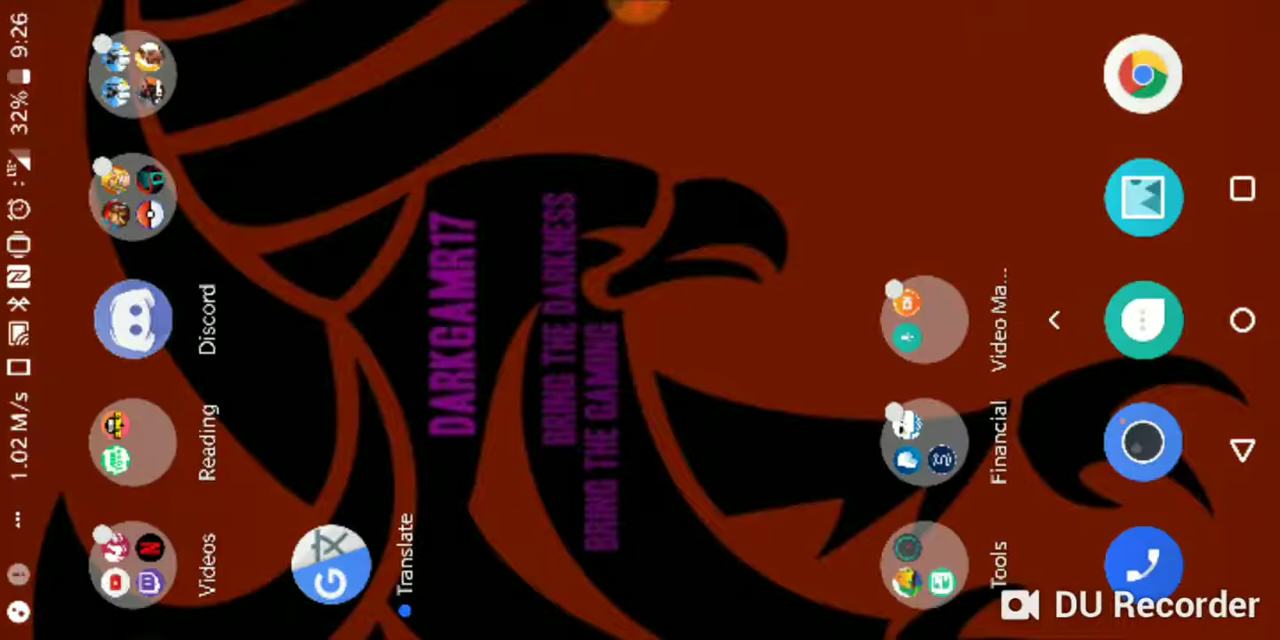 1.02 M/s LTE 32% 9:26
Videos
Reading
Discord
Translate
DARKGAMR17
BRING THE DARKNESS
BRING THE GAMING
Tools
Financial
Video Ma...
DU Recorder